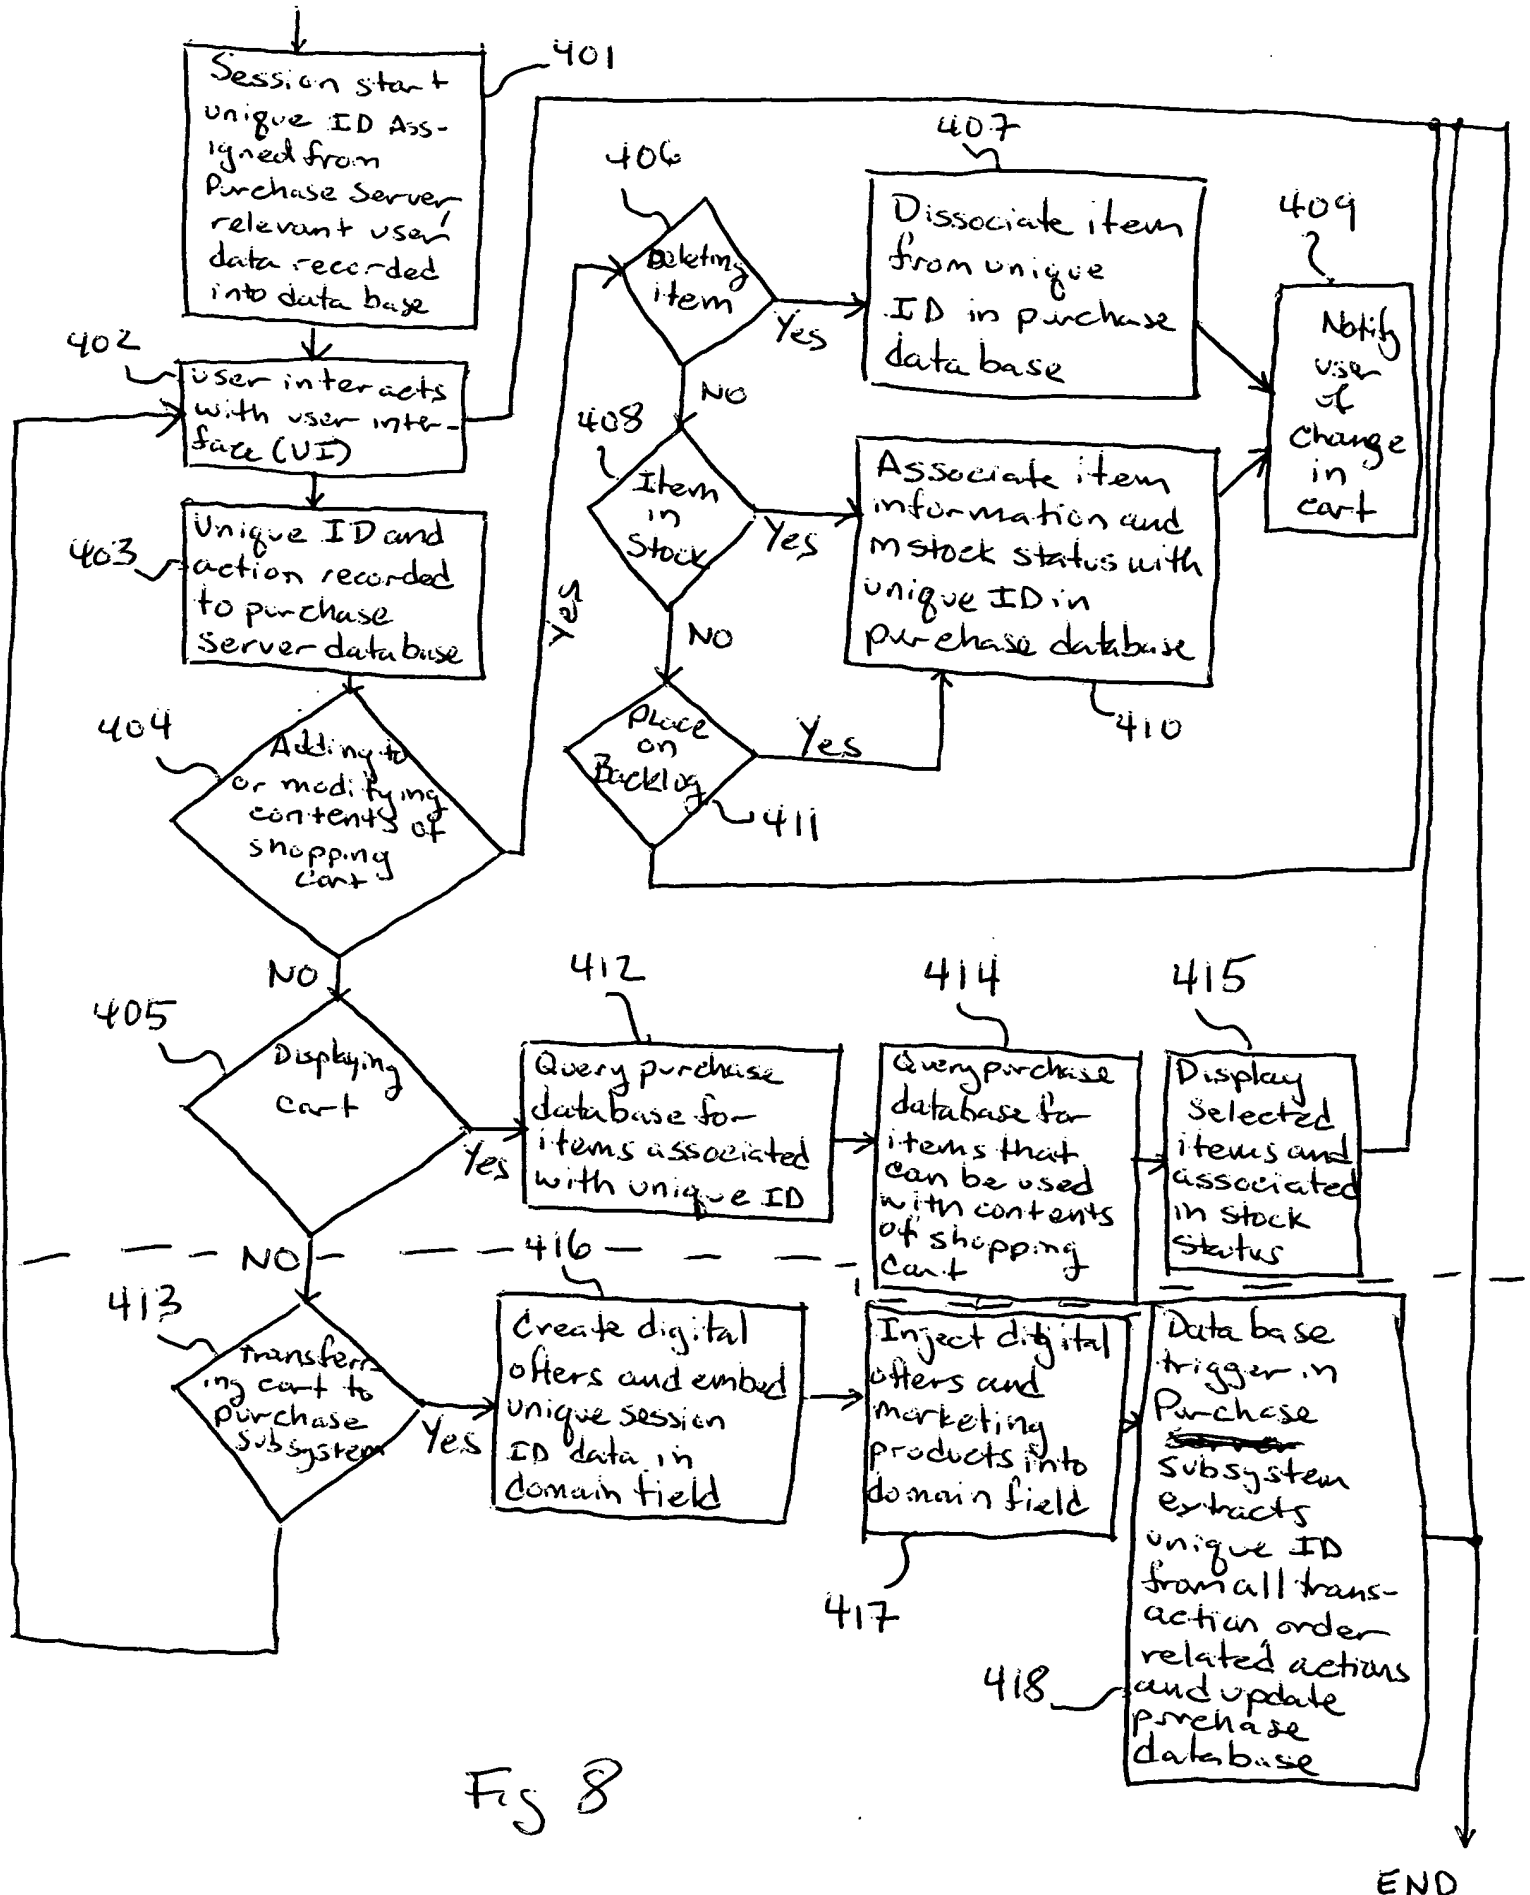 401
Session start
unique ID Ass-
igned from
Purchase Server,
relevant user
data recorded
into data base
402
user interacts
with user inter-
face (UI)
403
Unique ID and
action recorded
to purchase
Server database
404
Adding to
or modifying
contents of
shopping
cart
Yes
NO
406
Deleting
item
Yes
NO
407
Dissociate item
from unique
ID in purchase
data base
408
Item
in
Stock
Yes
NO
409
Notify
user
of
change
in
cart
Associate item
information and
in stock status with
unique ID in
purchase database
410
Place
on
Backlog
Yes
411
405
Displaying
cart
Yes
NO
412
Query purchase
database for
items associated
with unique ID
414
Query purchase
database for
items that
can be used
with contents
of shopping
cart
415
Display
selected
items and
associated
in stock
status
413
Transferr-
ing cart to
purchase
subsystem
Yes
416
Create digital
offers and embed
unique session
ID data in
domain field
Inject digital
offers and
marketing
products into
domain field
417
Data base
trigger in
Purchase
subsystem
extracts
unique ID
from all trans-
action order
related actions
and update
purchase
database
418
Fig 8
END